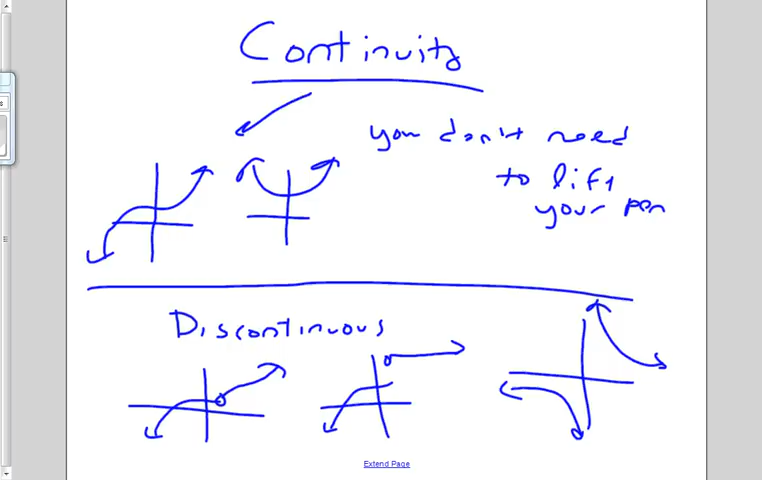 Continuity
you don't need
to lift
your pen
Discontinuous
Extend Page